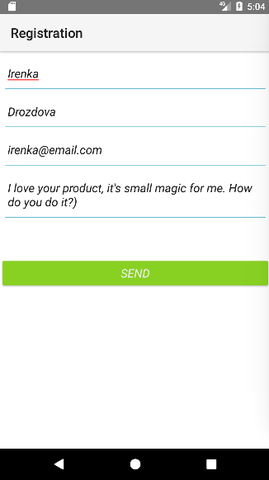 4G 5:04
Registration
Irenka
Drozdova
irenka@email.com
I love your product, it's small magic for me. How
do you do it?)
SEND